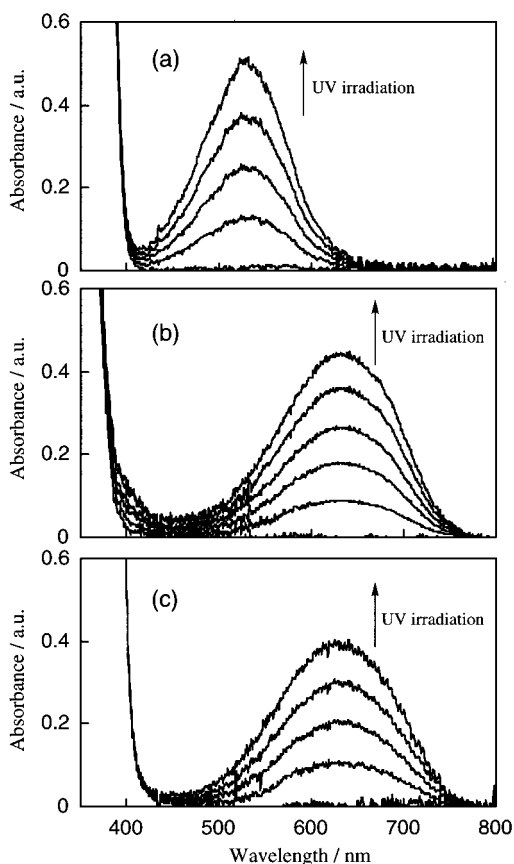 0.6
(a)
UV irradiation
0.4
Absorbance / a.u.
0.2
0
0.6
(b)
UV irradiation
0.4
Absorbance / a.u.
0.2
0
0.6
(c)
UV irradiation
0.4
Absorbance / a.u.
0.2
0
400 500 600 700 800
Wavelength / nm